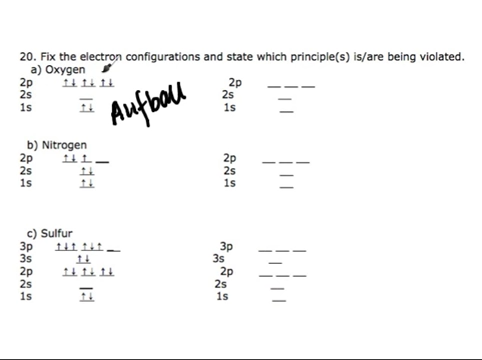 20. Fix the electron configurations and state which principle(s) is/are being violated.
a) Oxygen
2p ↑↓ ↑↓ ↑↓ 2p _ _ _
2s _ 2s _
1s ↑↓ 1s _
Aufbau
b) Nitrogen
2p ↑↓ ↑ _ 2p _ _ _
2s ↑↓ 2s _
1s ↑↓ 1s _
c) Sulfur
3p ↑↓↑ ↑↓↑ _ 3p _ _ _
3s ↑↓ 3s _
2p ↑↓ ↑↓ ↑↓ 2p _ _ _
2s _ 2s _
1s ↑↓ 1s _